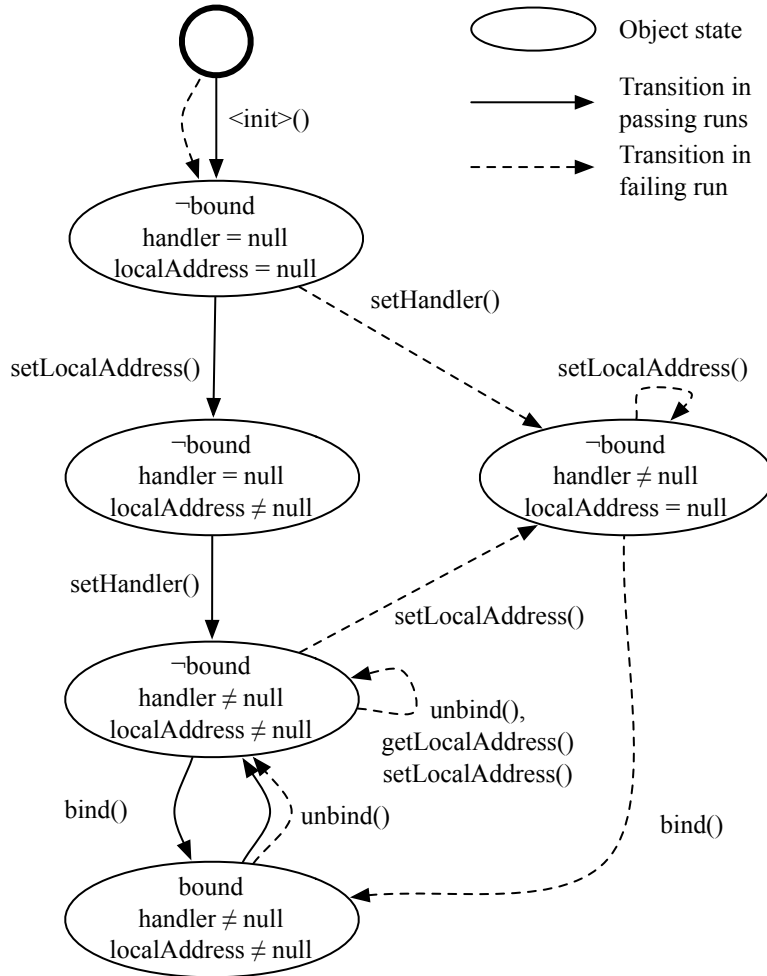 Object state
Transition in
passing runs
Transition in
failing run
<init>()
¬bound
handler = null
localAddress = null
setHandler()
setLocalAddress()
setLocalAddress()
¬bound
handler = null
localAddress ≠ null
¬bound
handler ≠ null
localAddress = null
setHandler()
setLocalAddress()
¬bound
handler ≠ null
localAddress ≠ null
unbind(),
getLocalAddress()
setLocalAddress()
bind()
unbind()
bind()
bound
handler ≠ null
localAddress ≠ null